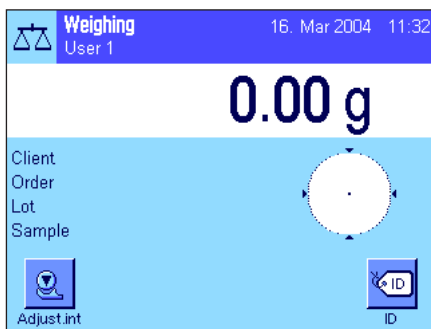 Weighing 16. Mar 2004 11:32
User 1
0.00 g
Client
Order
Lot
Sample
ID
Adjust.int ID